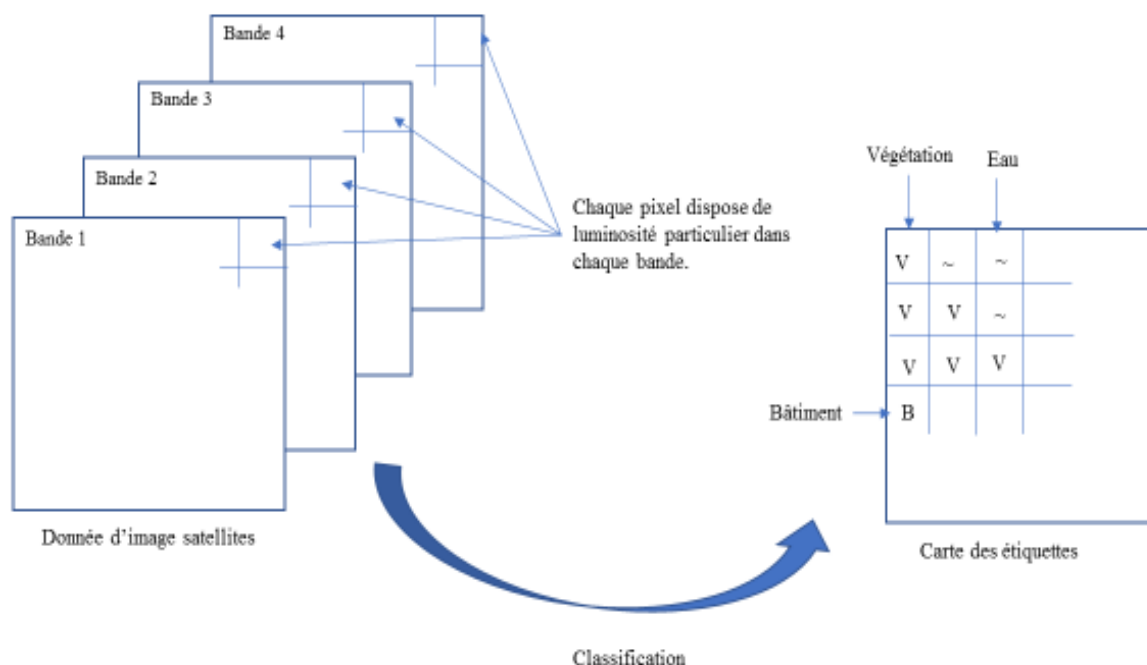 Bande 4
Bande 3
Bande 2
Bande 1
Chaque pixel dispose de
luminosité particulier dans
chaque bande.
Donnée d'image satellites
Végétation
Eau
V ~ ~
V V ~
V V V
Bâtiment
B
Carte des étiquettes
Classification